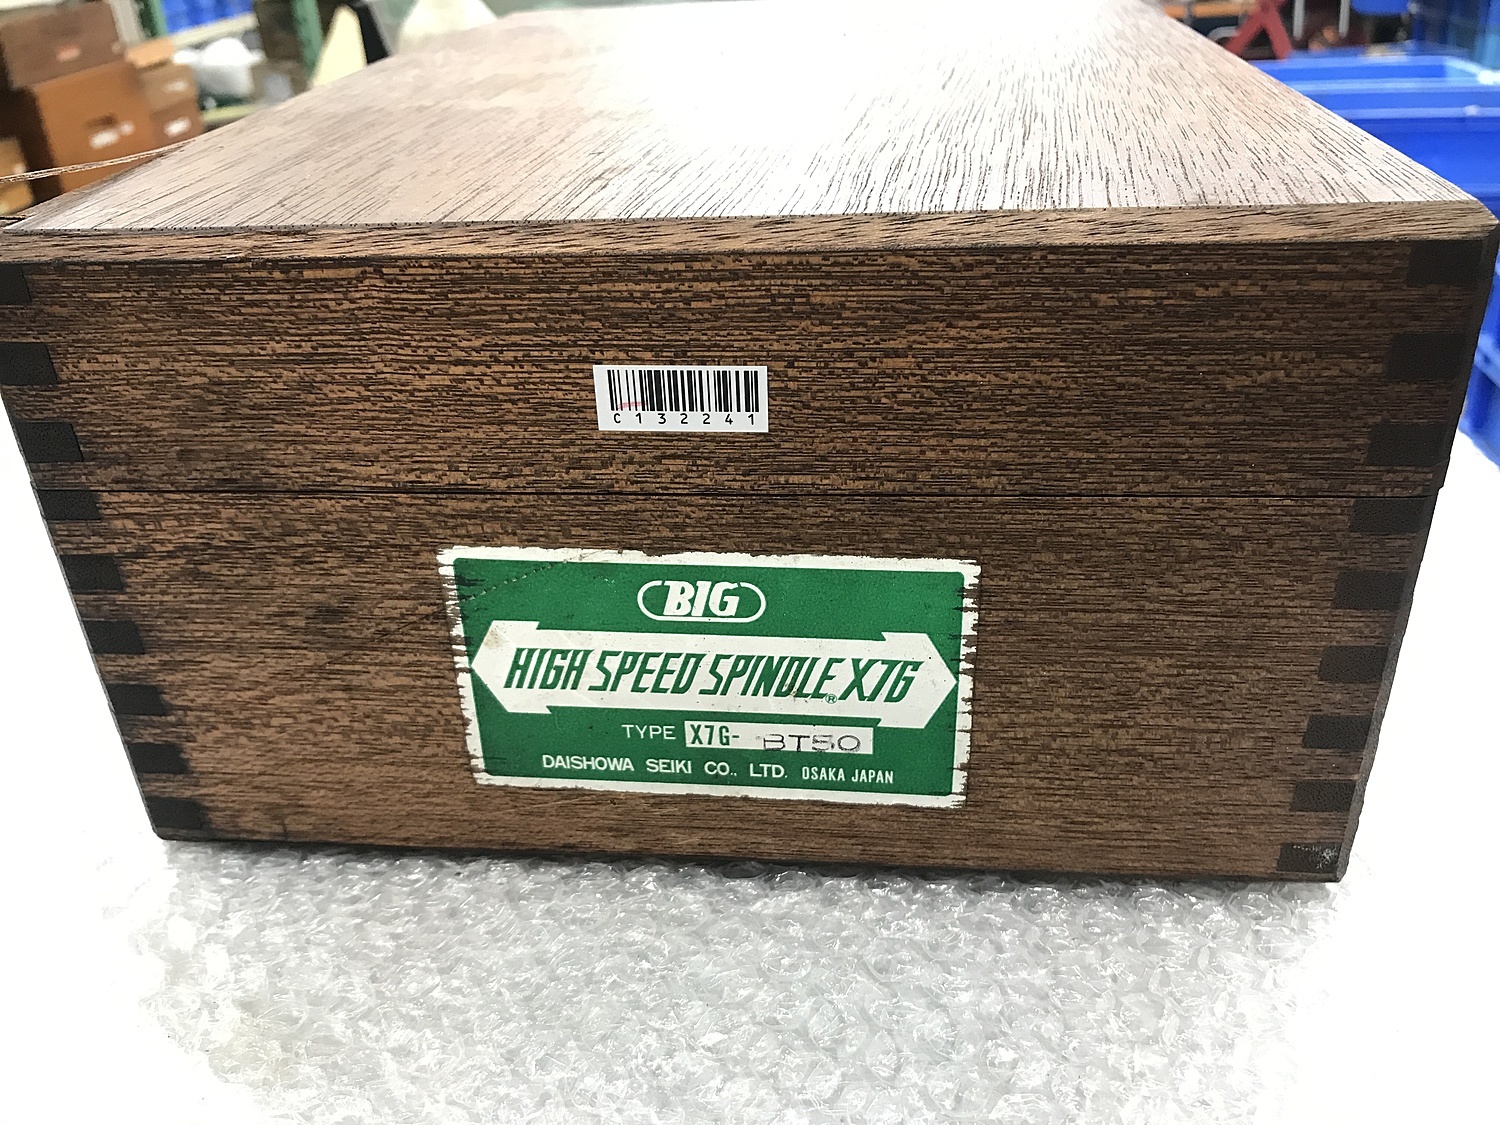 C132241
BIG
HIGH SPEED SPINDLE® X7G
TYPE X7G- BT50
DAISHOWA SEIKI CO., LTD. OSAKA JAPAN